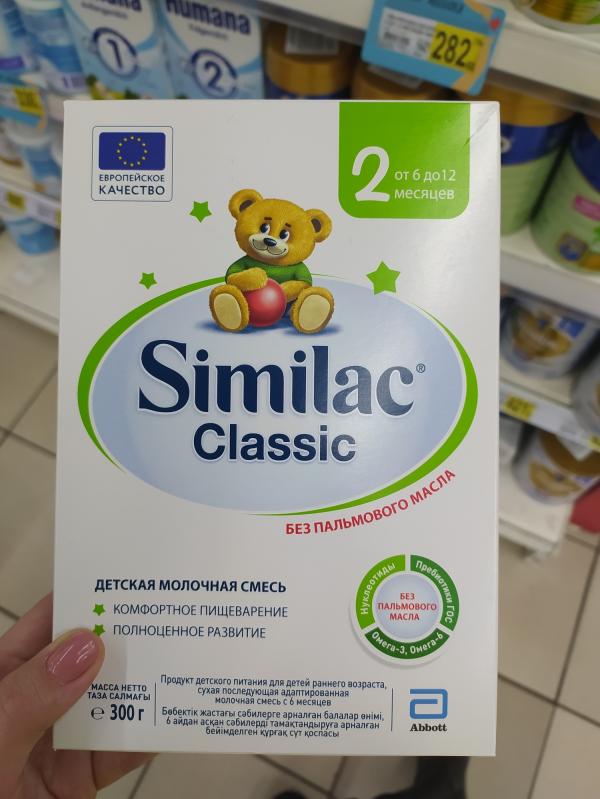 Humana
1
Humana
2
282
ЕВРОПЕЙСКОЕ
КАЧЕСТВО
2
от 6 до 12
месяцев
Similac®
Classic
БЕЗ ПАЛЬМОВОГО МАСЛА
ДЕТСКАЯ МОЛОЧНАЯ СМЕСЬ
КОМФОРТНОЕ ПИЩЕВАРЕНИЕ
ПОЛНОЦЕННОЕ РАЗВИТИЕ
Нуклеотиды
Пребиотики ГОС
Омега-3, Омега-6
БЕЗ
ПАЛЬМОВОГО
МАСЛА
МАССА НЕТТО
ТАЗА САЛМАҒЫ
℮ 300 г
Продукт детского питания для детей раннего возраста,
сухая последующая адаптированная
молочная смесь с 6 месяцев
Бөбектік жастағы сәбилерге арналған балалар өнімі,
6 айдан асқан сәбилерді тамақтандыруға арналған
бейімделген құрғақ сүт қоспасы
Abbott